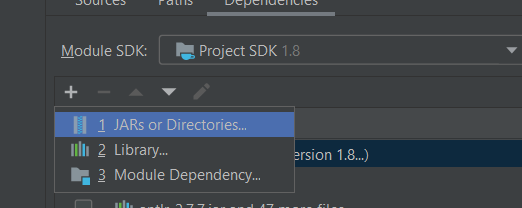 Sources Paths Dependencies
Module SDK: Project SDK 1.8
1 JARs or Directories...
2 Library...
ersion 1.8...)
3 Module Dependency...
antlr-2.7.7.jar and 47 more files